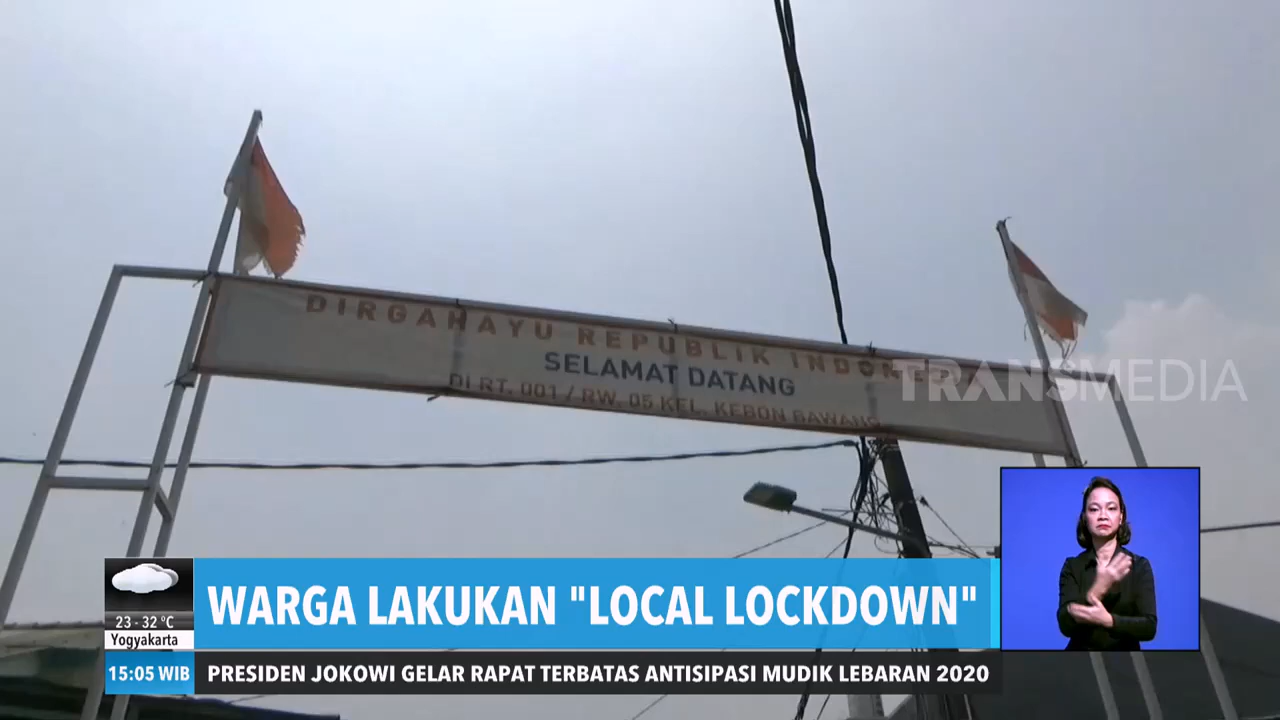 DIRGAHAYU REPUBLIK INDONESIA
SELAMAT DATANG
DI RT. 001 / RW. 05 KEL. KEBON BAWANG
TRANSMEDIA
WARGA LAKUKAN "LOCAL LOCKDOWN"
23 - 32 °C
Yogyakarta
15:05 WIB
PRESIDEN JOKOWI GELAR RAPAT TERBATAS ANTISIPASI MUDIK LEBARAN 2020